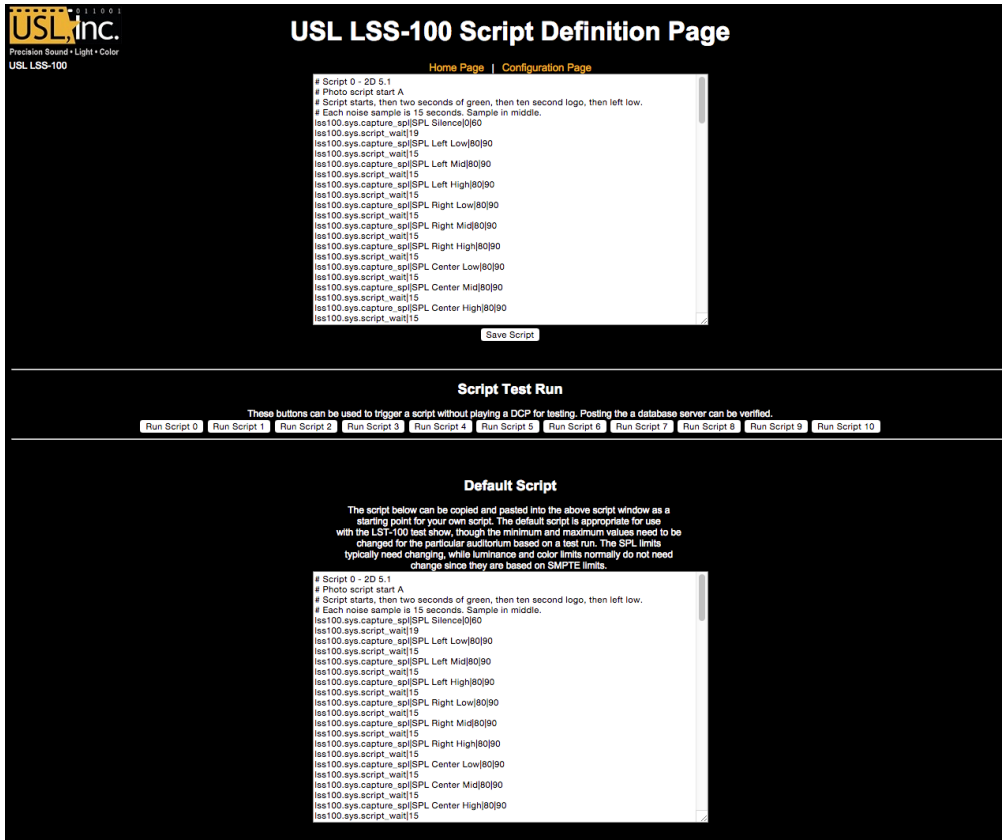 011001
USL, Inc.
Precision Sound • Light • Color
USL LSS-100
USL LSS-100 Script Definition Page
Home Page | Configuration Page
# Script 0 - 2D 5.1
# Photo script start A
# Script starts, then two seconds of green, then ten second logo, then left low.
# Each noise sample is 15 seconds. Sample in middle.
lss100.sys.capture_spl|SPL Silence|0|60
lss100.sys.script_wait|19
lss100.sys.capture_spl|SPL Left Low|80|90
lss100.sys.script_wait|15
lss100.sys.capture_spl|SPL Left Mid|80|90
lss100.sys.script_wait|15
lss100.sys.capture_spl|SPL Left High|80|90
lss100.sys.script_wait|15
lss100.sys.capture_spl|SPL Right Low|80|90
lss100.sys.script_wait|15
lss100.sys.capture_spl|SPL Right Mid|80|90
lss100.sys.script_wait|15
lss100.sys.capture_spl|SPL Right High|80|90
lss100.sys.script_wait|15
lss100.sys.capture_spl|SPL Center Low|80|90
lss100.sys.script_wait|15
lss100.sys.capture_spl|SPL Center Mid|80|90
lss100.sys.script_wait|15
lss100.sys.capture_spl|SPL Center High|80|90
lss100.sys.script_wait|15
Save Script
Script Test Run
These buttons can be used to trigger a script without playing a DCP for testing. Posting the a database server can be verified.
Run Script 0 Run Script 1 Run Script 2 Run Script 3 Run Script 4 Run Script 5 Run Script 6 Run Script 7 Run Script 8 Run Script 9 Run Script 10
Default Script
The script below can be copied and pasted into the above script window as a
starting point for your own script. The default script is appropriate for use
with the LST-100 test show, though the minimum and maximum values need to be
changed for the particular auditorium based on a test run. The SPL limits
typically need changing, while luminance and color limits normally do not need
change since they are based on SMPTE limits.
# Script 0 - 2D 5.1
# Photo script start A
# Script starts, then two seconds of green, then ten second logo, then left low.
# Each noise sample is 15 seconds. Sample in middle.
lss100.sys.capture_spl|SPL Silence|0|60
lss100.sys.script_wait|19
lss100.sys.capture_spl|SPL Left Low|80|90
lss100.sys.script_wait|15
lss100.sys.capture_spl|SPL Left Mid|80|90
lss100.sys.script_wait|15
lss100.sys.capture_spl|SPL Left High|80|90
lss100.sys.script_wait|15
lss100.sys.capture_spl|SPL Right Low|80|90
lss100.sys.script_wait|15
lss100.sys.capture_spl|SPL Right Mid|80|90
lss100.sys.script_wait|15
lss100.sys.capture_spl|SPL Right High|80|90
lss100.sys.script_wait|15
lss100.sys.capture_spl|SPL Center Low|80|90
lss100.sys.script_wait|15
lss100.sys.capture_spl|SPL Center Mid|80|90
lss100.sys.script_wait|15
lss100.sys.capture_spl|SPL Center High|80|90
lss100.sys.script_wait|15